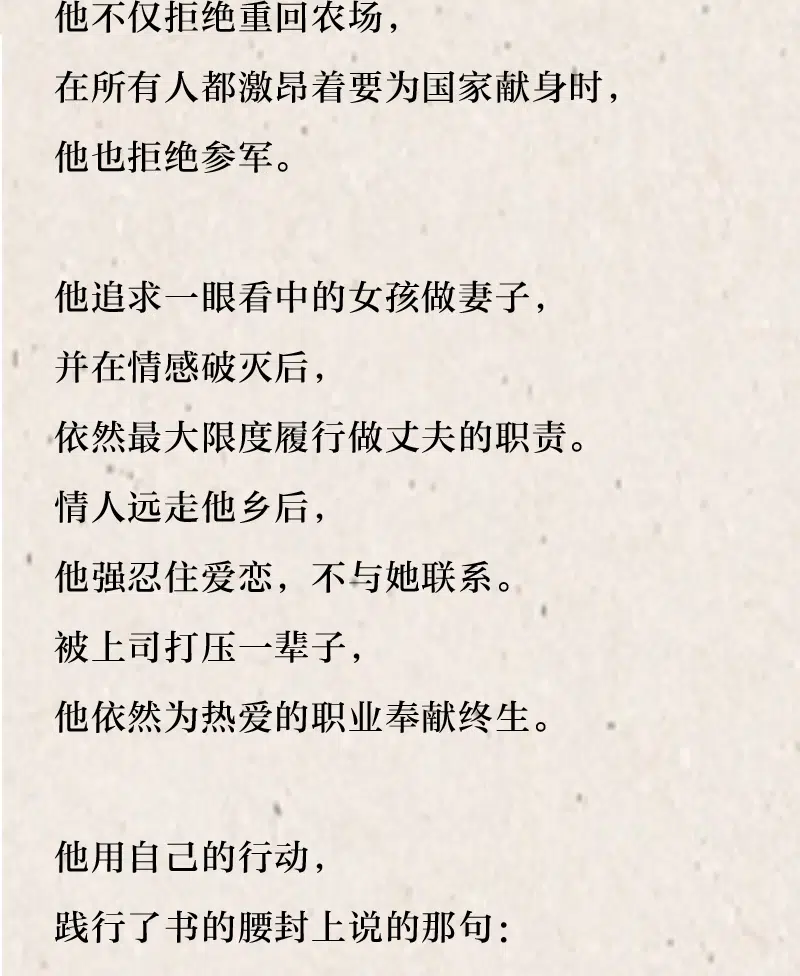 他不仅拒绝重回农场，
在所有人都激昂着要为国家献身时，
他也拒绝参军。
他追求一眼看中的女孩做妻子，
并在情感破灭后，
依然最大限度履行做丈夫的职责。
情人远走他乡后，
他强忍住爱恋，不与她联系。
被上司打压一辈子，
他依然为热爱的职业奉献终生。
他用自己的行动，
践行了书的腰封上说的那句：